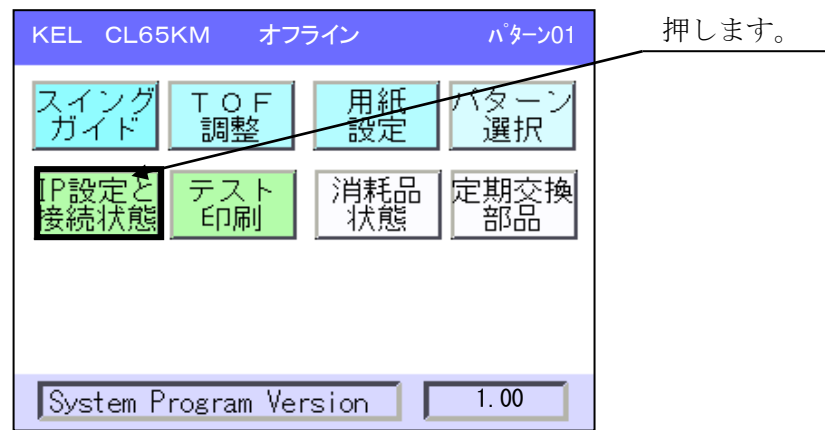 KEL CL65KM オフライン ﾊﾟﾀｰﾝ01
押します。
スイング
ガイド
TOF
調整
用紙
設定
パターン
選択
IP設定と
接続状態
テスト
印刷
消耗品
状態
定期交換
部品
System Program Version 1.00